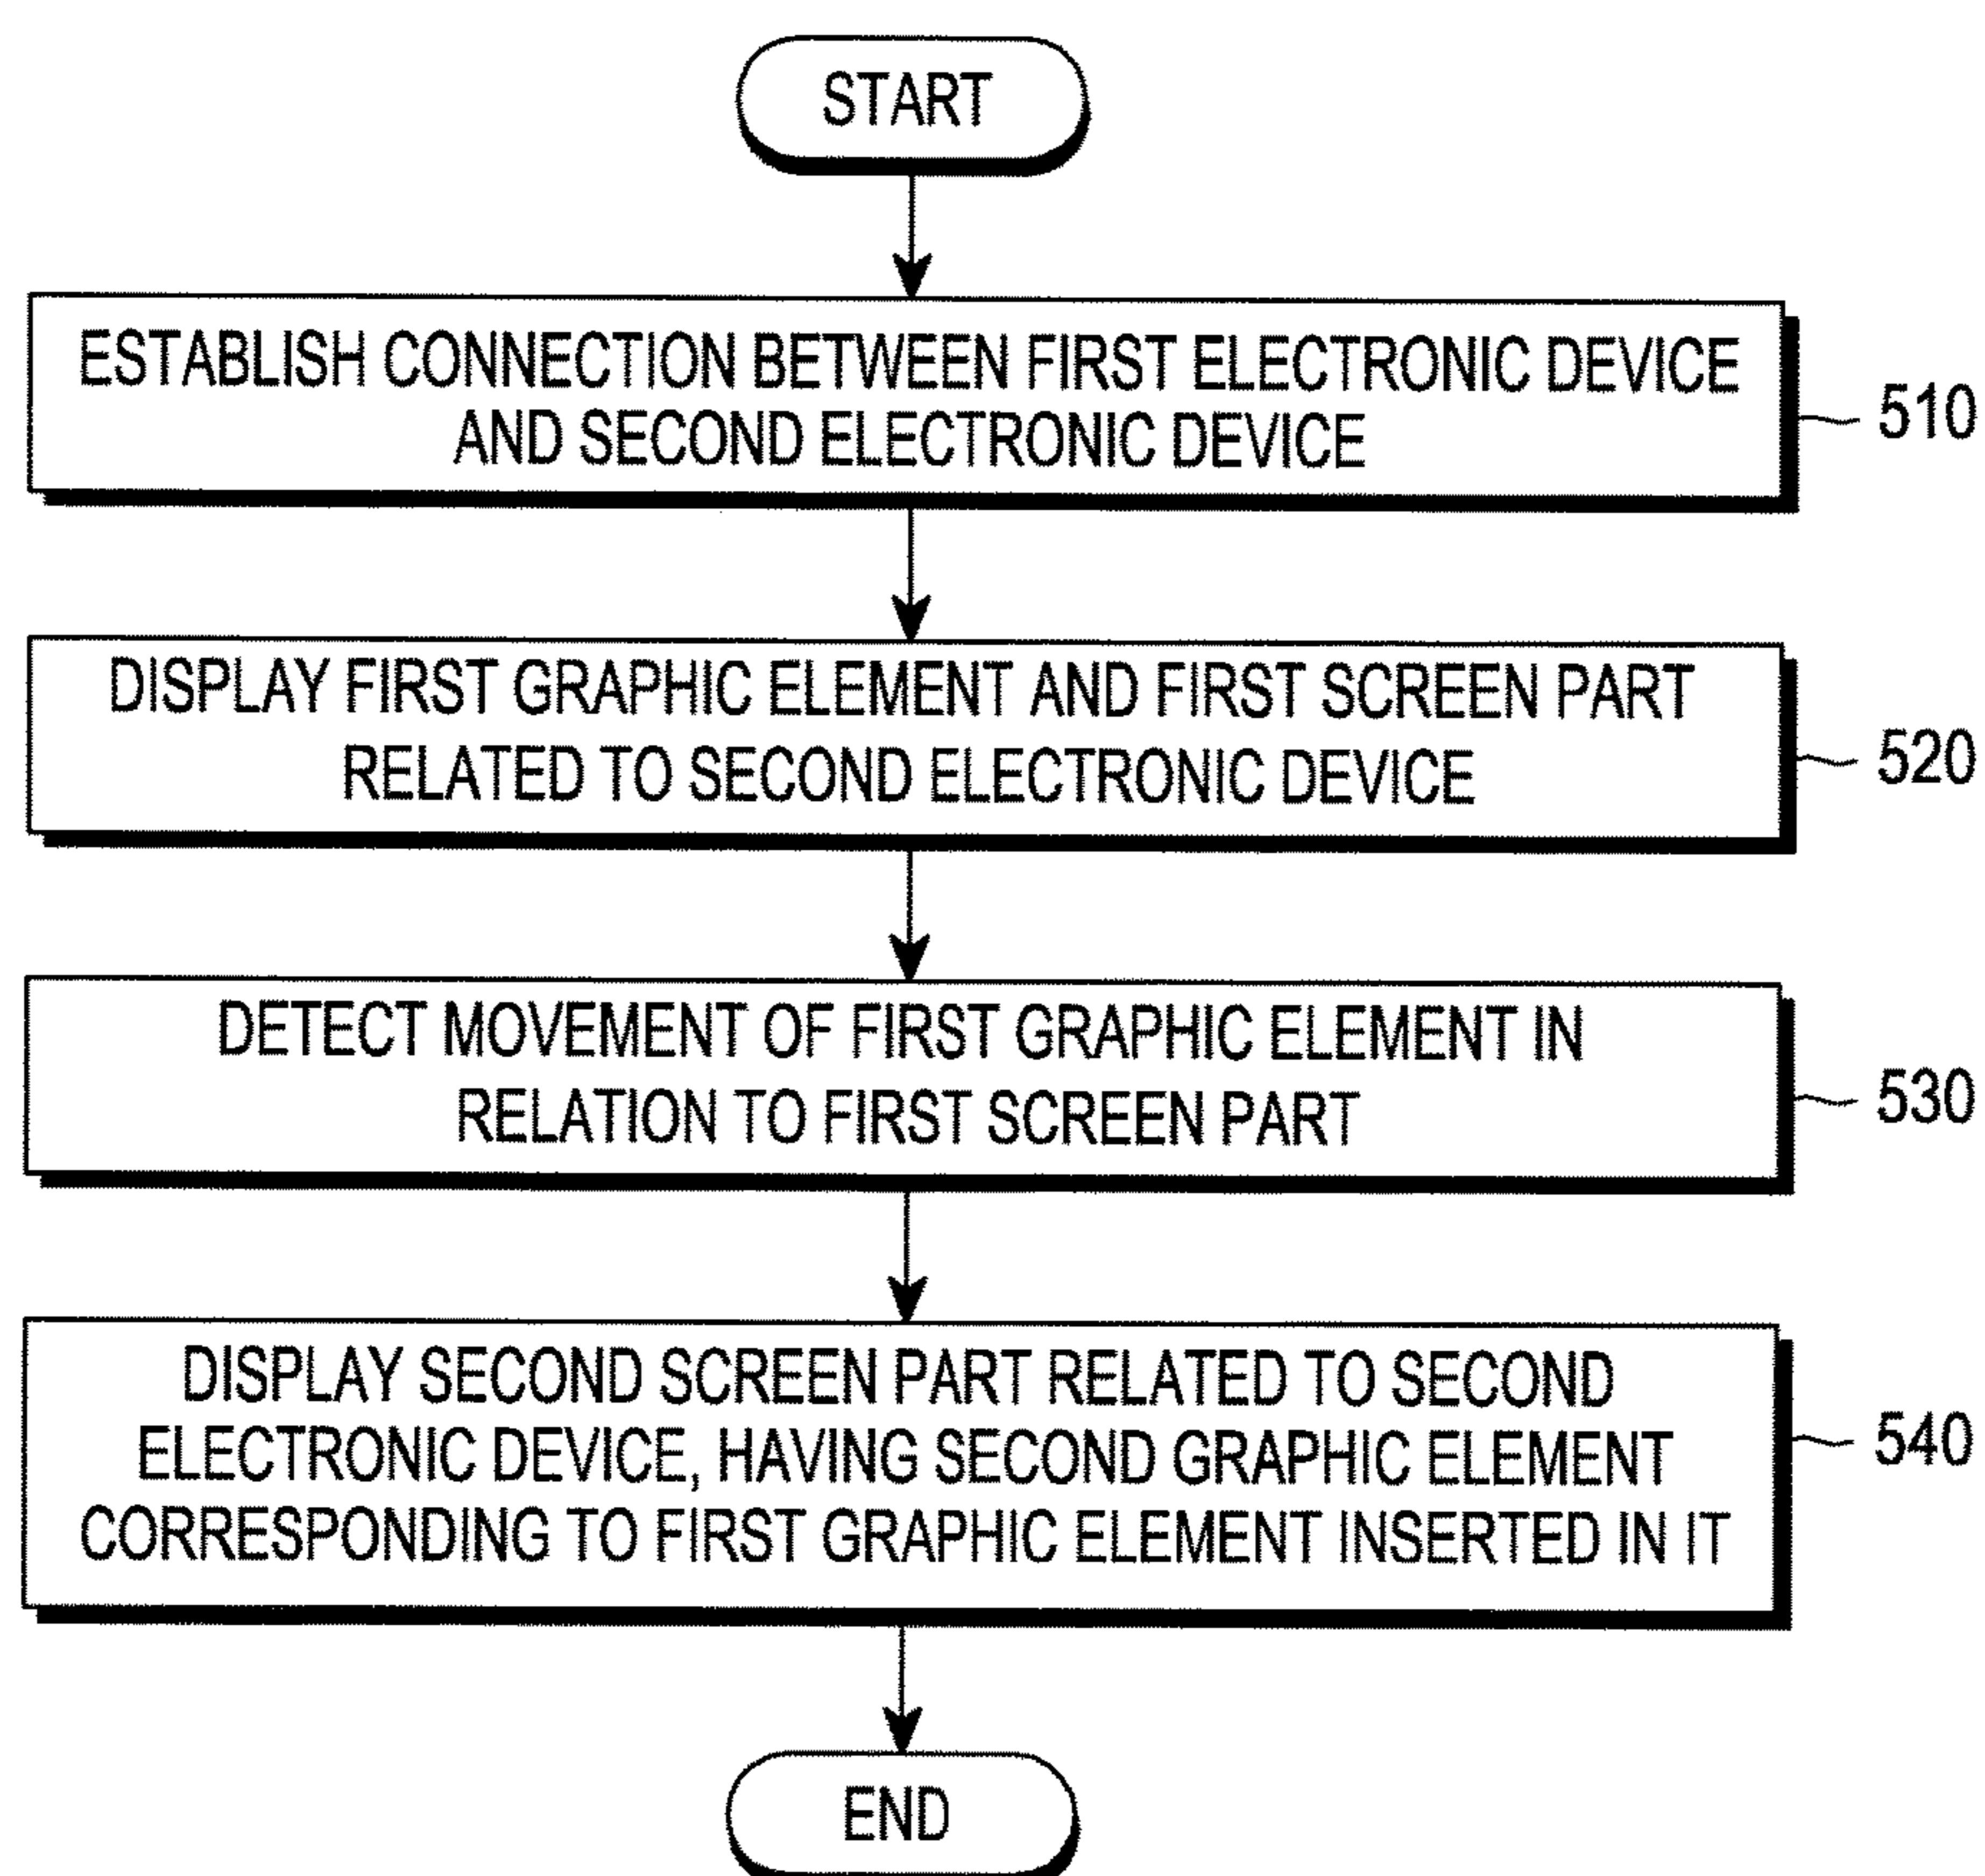 START
ESTABLISH CONNECTION BETWEEN FIRST ELECTRONIC DEVICE
AND SECOND ELECTRONIC DEVICE
510
DISPLAY FIRST GRAPHIC ELEMENT AND FIRST SCREEN PART
RELATED TO SECOND ELECTRONIC DEVICE
520
DETECT MOVEMENT OF FIRST GRAPHIC ELEMENT IN
RELATION TO FIRST SCREEN PART
530
DISPLAY SECOND SCREEN PART RELATED TO SECOND
ELECTRONIC DEVICE, HAVING SECOND GRAPHIC ELEMENT
CORRESPONDING TO FIRST GRAPHIC ELEMENT INSERTED IN IT
540
END